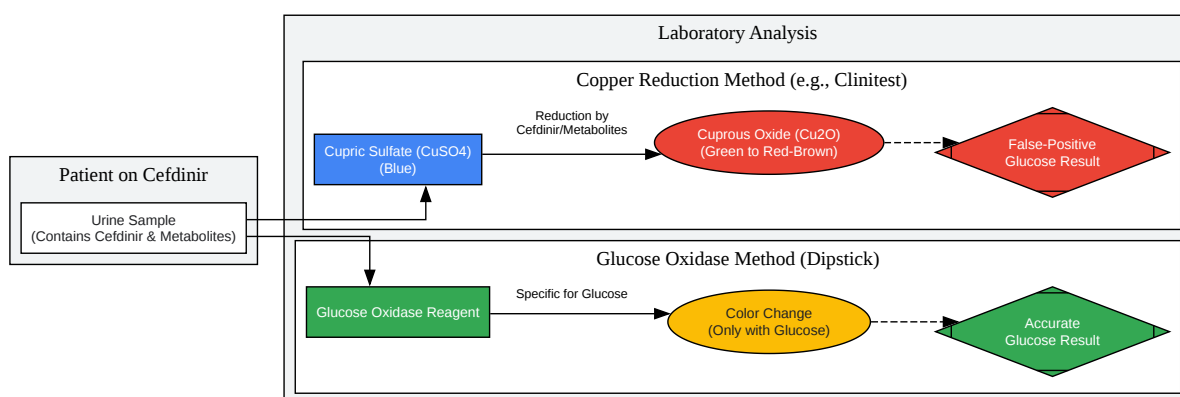 Laboratory Analysis
Copper Reduction Method (e.g., Clinitest)
Reduction by
Cefdinir/Metabolites
Cupric Sulfate (CuSO4)
(Blue)
Cuprous Oxide (Cu2O)
(Green to Red-Brown)
False-Positive
Glucose Result
Patient on Cefdinir
Urine Sample
(Contains Cefdinir & Metabolites)
Glucose Oxidase Method (Dipstick)
Glucose Oxidase Reagent
Specific for Glucose
Color Change
(Only with Glucose)
Accurate
Glucose Result